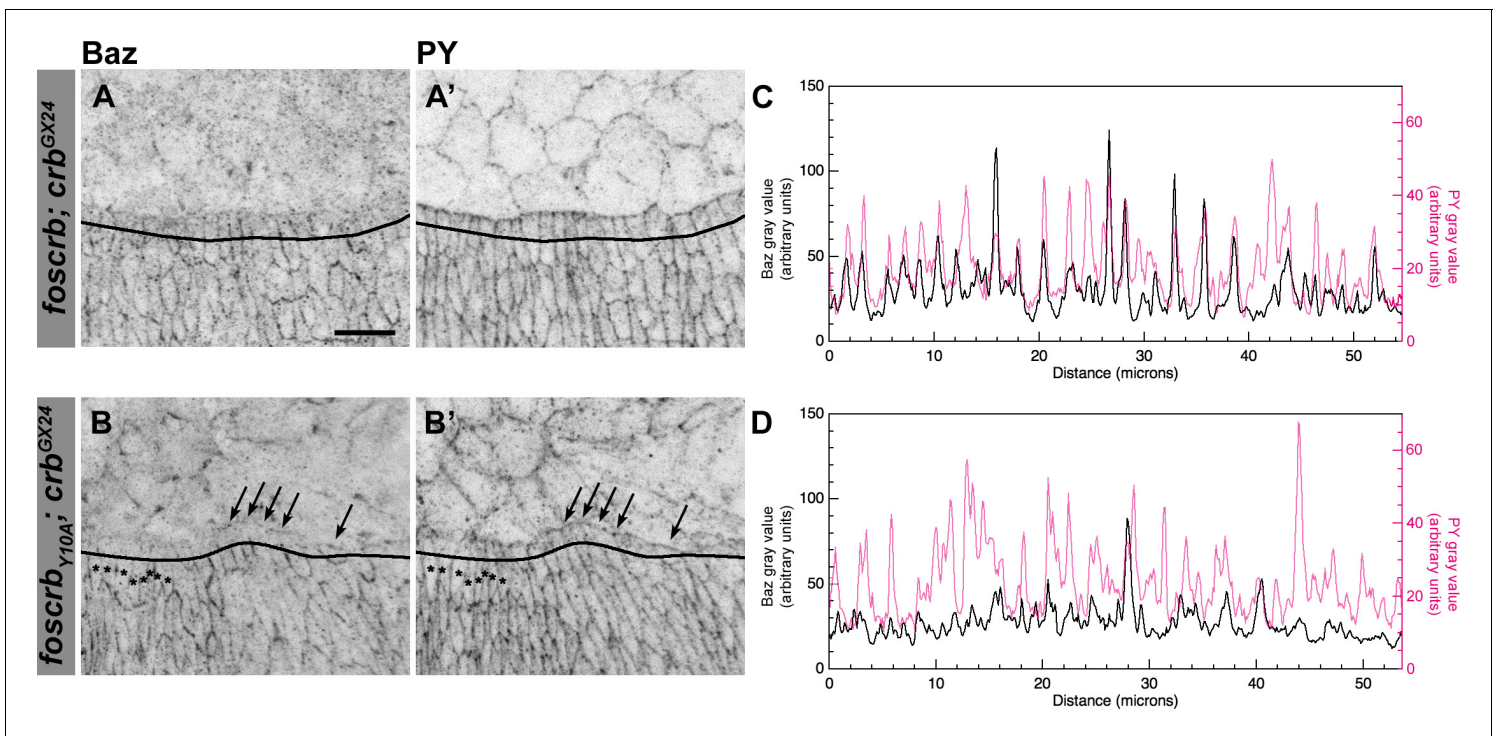 Baz PY
foscrb; crbGX24
A A’
C
150
100
50
0
Baz gray value
(arbitrary units)
60
40
20
0
PY gray value
(arbitrary units)
0 10 20 30 40 50
Distance (microns)
foscrbY10A; crbGX24
B B’
*** ****** ** ******
D
150
100
50
0
Baz gray value
(arbitrary units)
60
40
20
0
PY gray value
(arbitrary units)
0 10 20 30 40 50
Distance (microns)